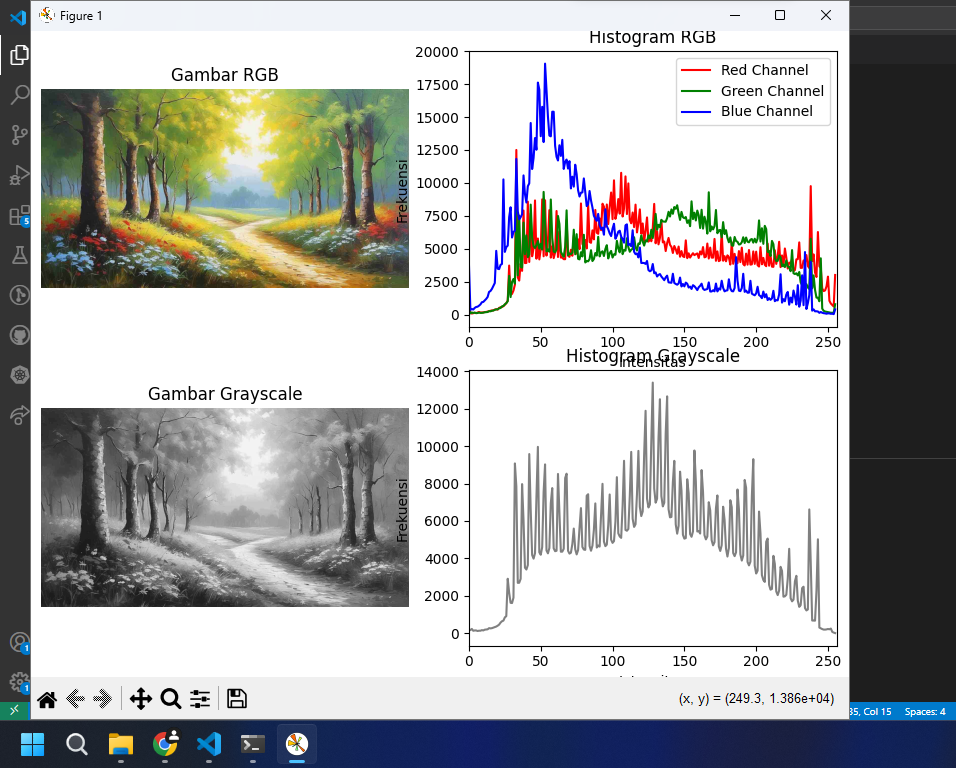 Figure 1
Gambar RGB
Histogram RGB
Red Channel
Green Channel
Blue Channel
Frekuensi
20000
17500
15000
12500
10000
7500
5000
2500
0
0 50 100 150 200 250
Intensitas
Gambar Grayscale
Histogram Grayscale
Frekuensi
14000
12000
10000
8000
6000
4000
2000
0
0 50 100 150 200 250
(x, y) = (249.3, 1.386e+04)
5
1
1
35, Col 15 Spaces: 4